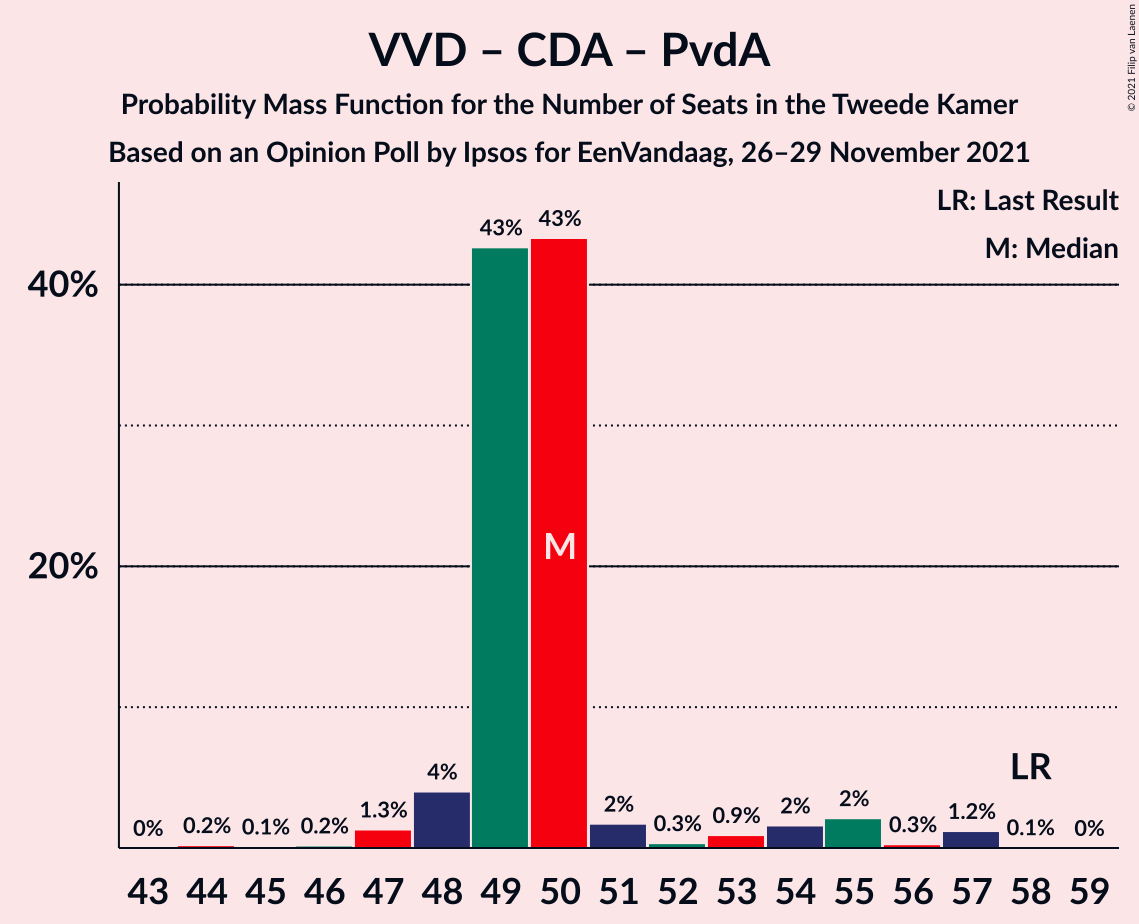 VVD – CDA – PvdA
Probability Mass Function for the Number of Seats in the Tweede Kamer
Based on an Opinion Poll by Ipsos for EenVandaag, 26–29 November 2021
© 2021 Filip van Laenen
LR: Last Result
M: Median
40%
20%
0% 0.2% 0.1% 0.2% 1.3% 4% 43% 43% 2% 0.3% 0.9% 2% 2% 0.3% 1.2% 0.1% 0%
M
LR
43 44 45 46 47 48 49 50 51 52 53 54 55 56 57 58 59